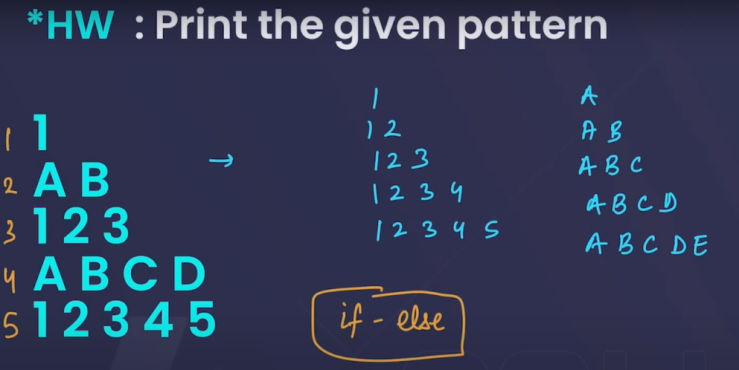 *HW : Print the given pattern
1 1
2 A B
3 1 2 3
4 A B C D
5 1 2 3 4 5
→
1
1 2
1 2 3
1 2 3 4
1 2 3 4 5
A
A B
A B C
A B C D
A B C D E
if - else